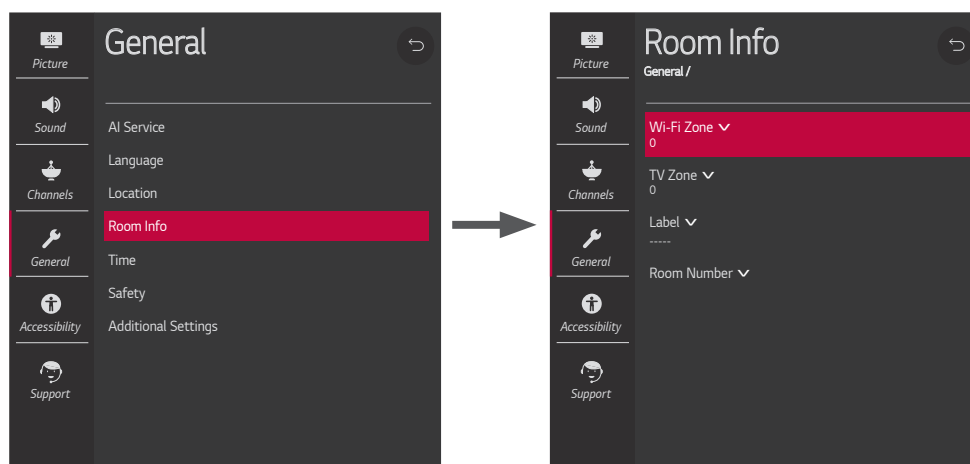 General
Picture
Sound
Channels
General
Accessibility
Support
AI Service
Language
Location
Room Info
Time
Safety
Additional Settings
Room Info
General /
Picture
Sound
Channels
General
Accessibility
Support
Wi-Fi Zone
0
TV Zone
0
Label
-----
Room Number